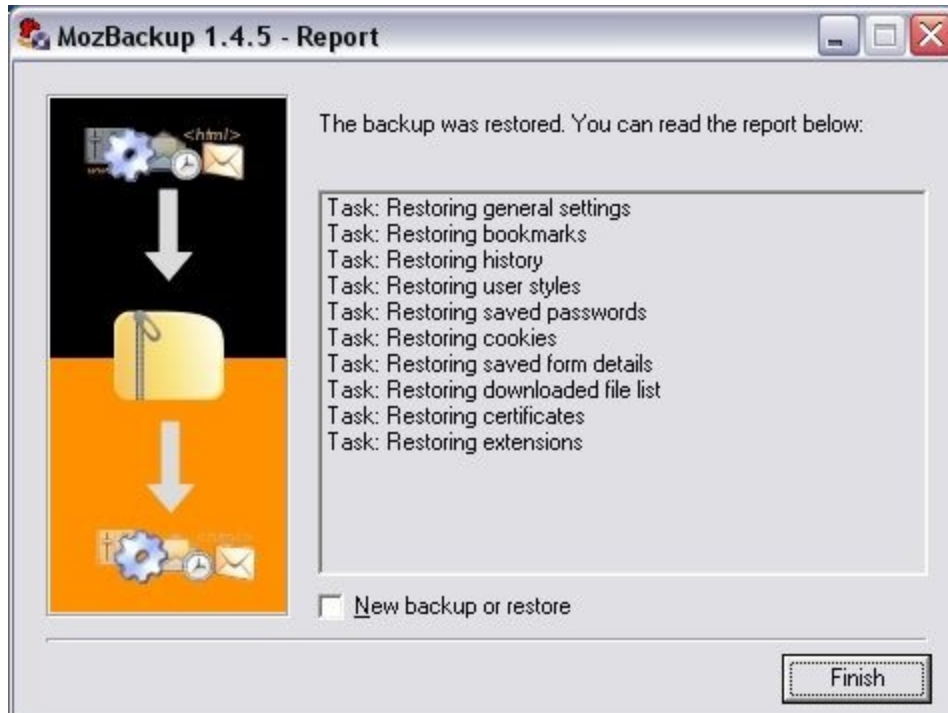 MozBackup 1.4.5 - Report
<html>
The backup was restored. You can read the report below:
Task: Restoring general settings
Task: Restoring bookmarks
Task: Restoring history
Task: Restoring user styles
Task: Restoring saved passwords
Task: Restoring cookies
Task: Restoring saved form details
Task: Restoring downloaded file list
Task: Restoring certificates
Task: Restoring extensions
New backup or restore
Finish